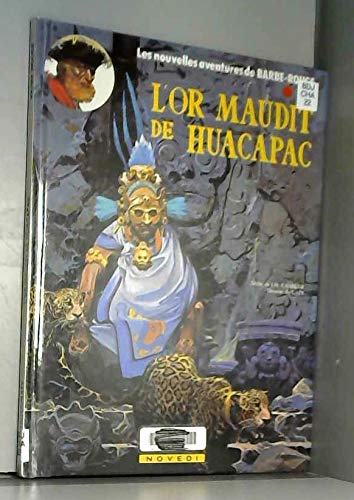 Les nouvelles aventures de BARBE-ROUGE
BDJ
CHA
22
L'OR MAUDIT
DE HUACAPAC
NOVEDI